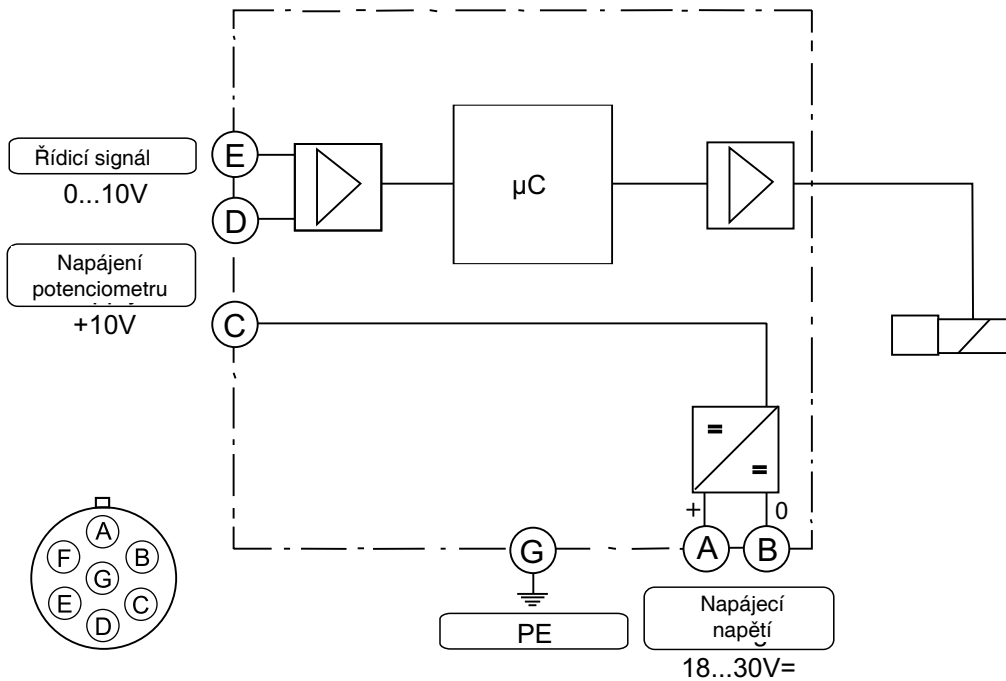 Řídicí signál
0...10V
E
D
µC
Napájení
potenciometru
+10V
C
=
=
+
0
G
A
B
PE
Napájecí
napětí
18...30V=
A
F
B
G
E
C
D